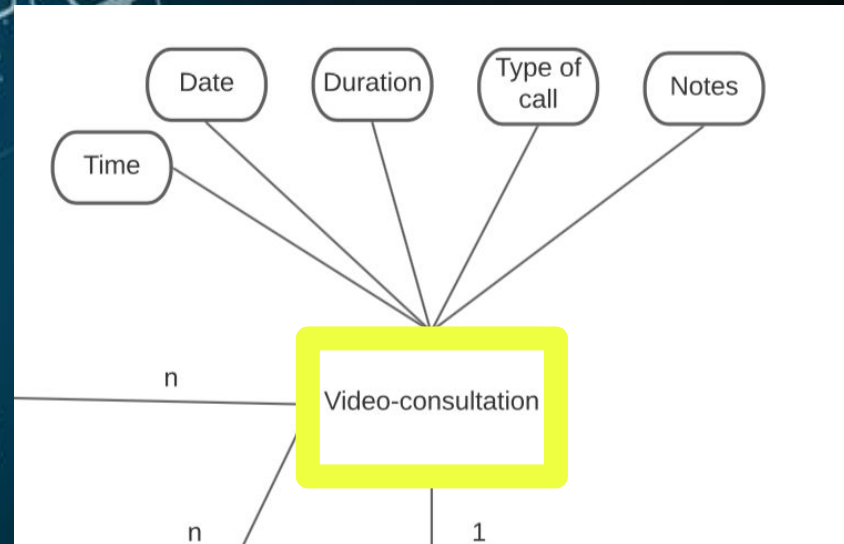 Date
Duration
Type of
call
Notes
Time
n
Video-consultation
n
1